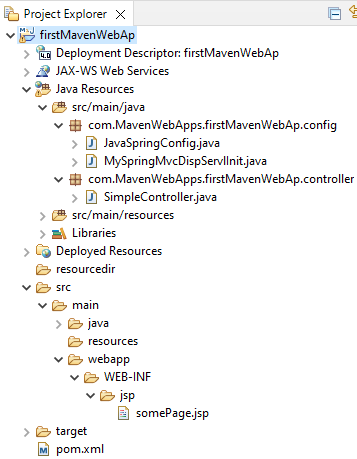 Project Explorer
firstMavenWebAp
Deployment Descriptor: firstMavenWebAp
JAX-WS Web Services
Java Resources
src/main/java
com.MavenWebApps.firstMavenWebAp.config
JavaSpringConfig.java
MySpringMvcDispServlInit.java
com.MavenWebApps.firstMavenWebAp.controller
SimpleController.java
src/main/resources
Libraries
Deployed Resources
resourcedir
src
main
java
resources
webapp
WEB-INF
jsp
somePage.jsp
target
pom.xml